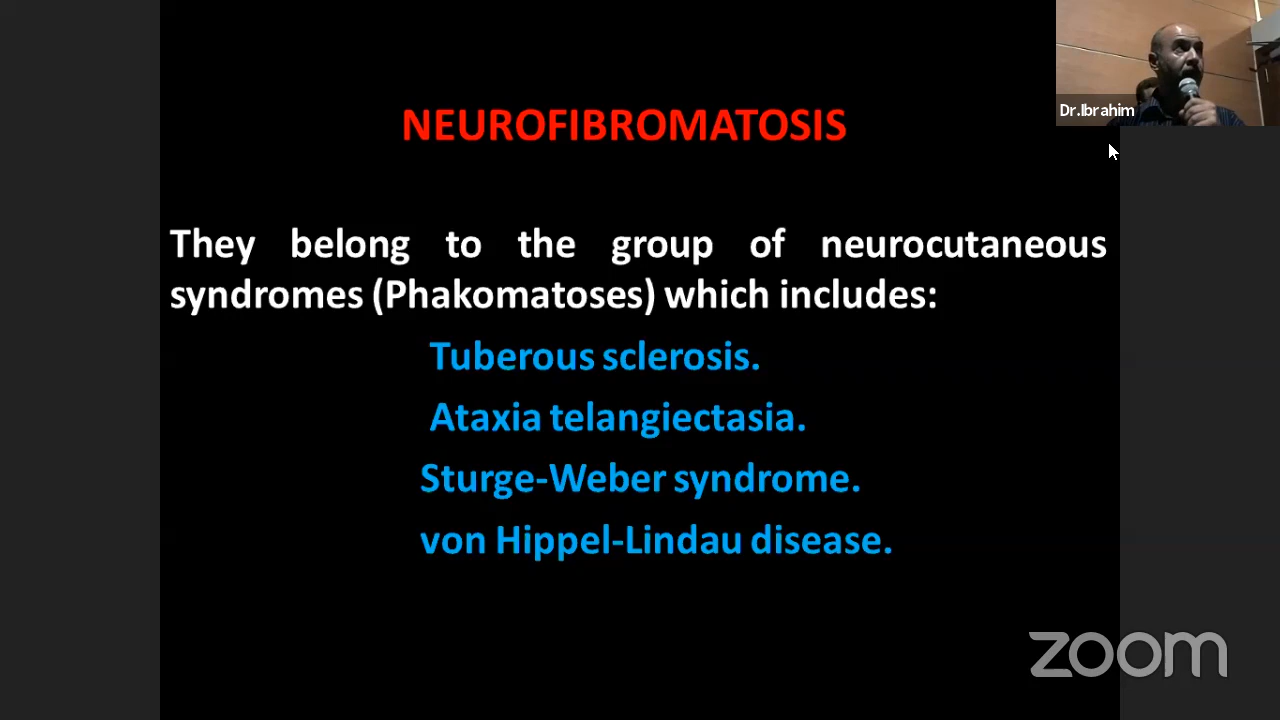 Dr.Ibrahim
NEUROFIBROMATOSIS
They belong to the group of neurocutaneous
syndromes (Phakomatoses) which includes:
Tuberous sclerosis.
Ataxia telangiectasia.
Sturge-Weber syndrome.
von Hippel-Lindau disease.
zoom